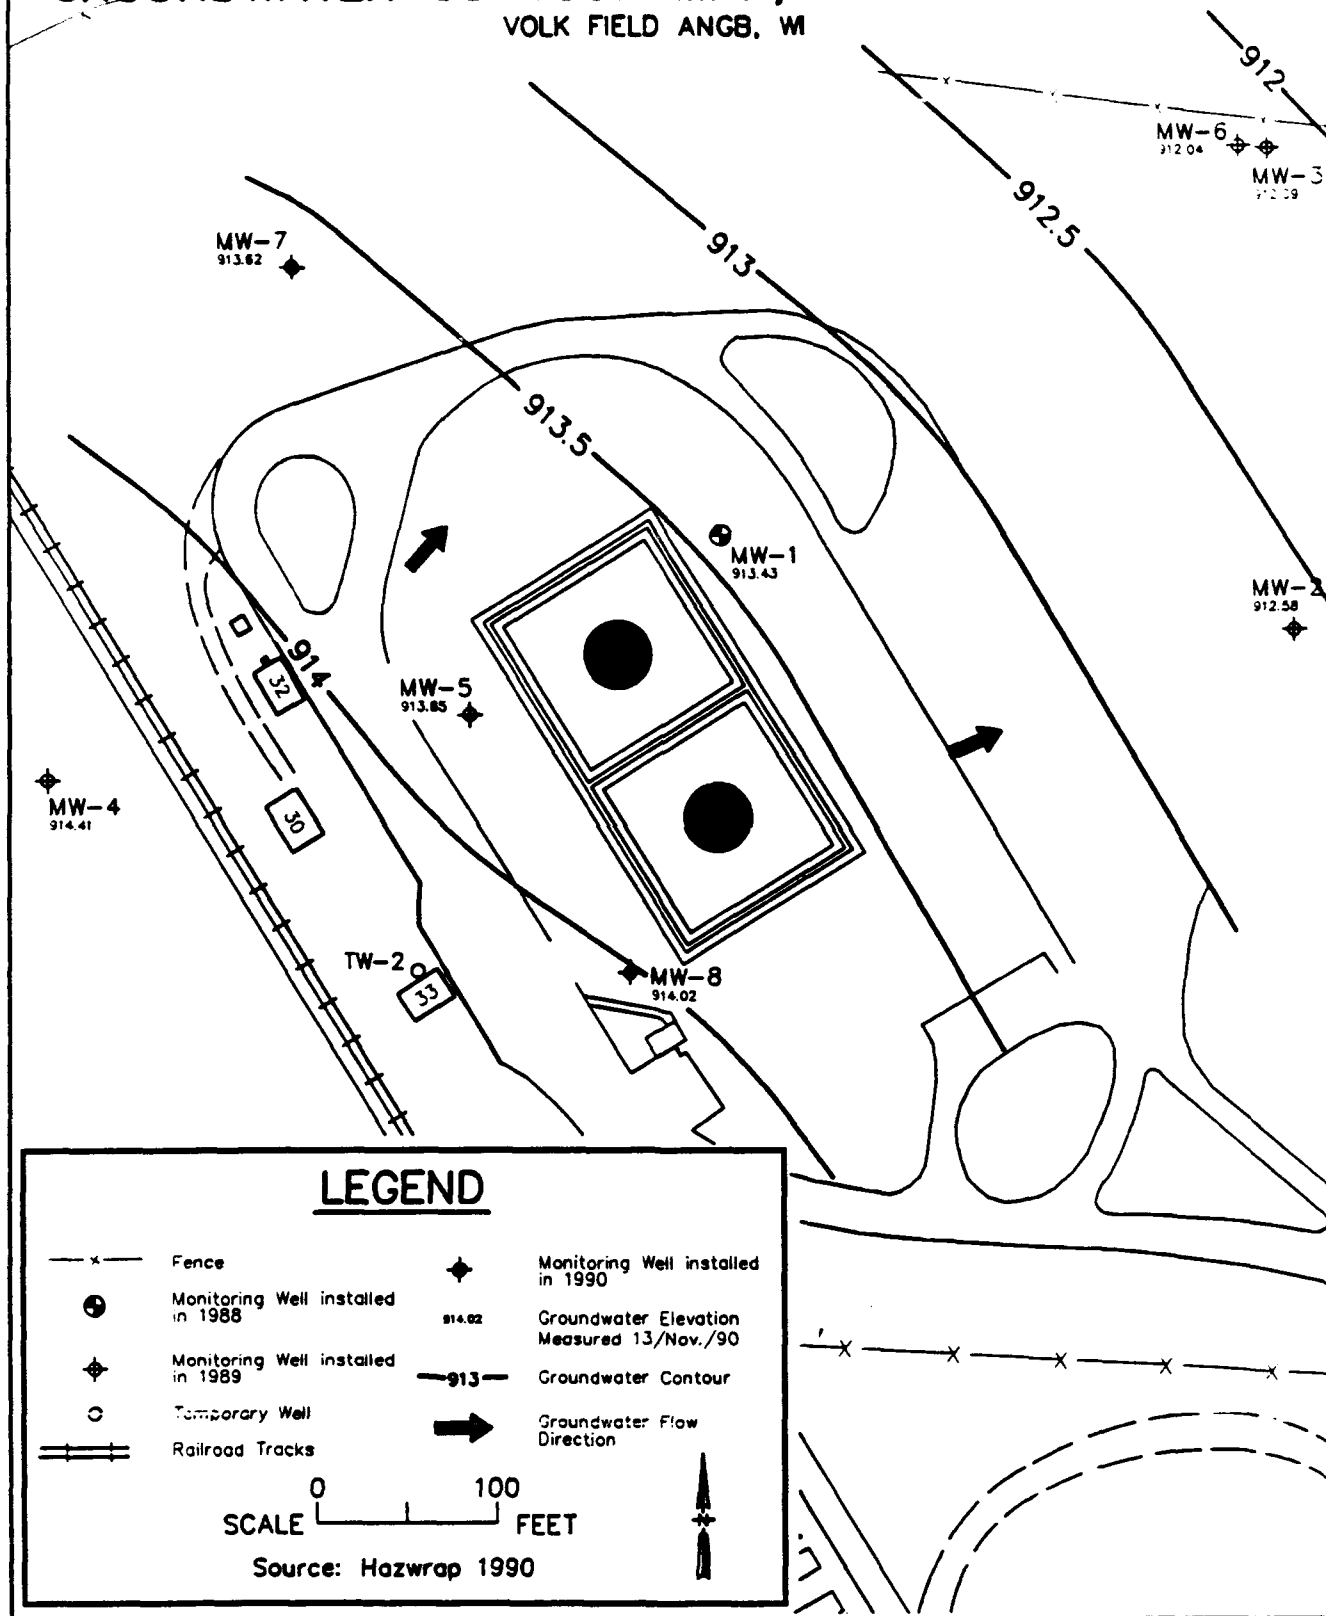 VOLK FIELD ANGB, WI
912
MW-6
912.04
MW-3
912.5
913
MW-7
913.62
913.5
MW-1
913.43
MW-2
912.58
914
32
MW-5
913.85
MW-4
914.41
30
TW-2
33
MW-8
914.02
LEGEND
Fence
Monitoring Well installed
in 1988
Monitoring Well installed
in 1989
Temporary Well
Railroad Tracks
Monitoring Well installed
in 1990
914.02
Groundwater Elevation
Measured 13/Nov./90
913
Groundwater Contour
Groundwater Flow
Direction
0
100
SCALE
FEET
N
Source: Hazwrap 1990